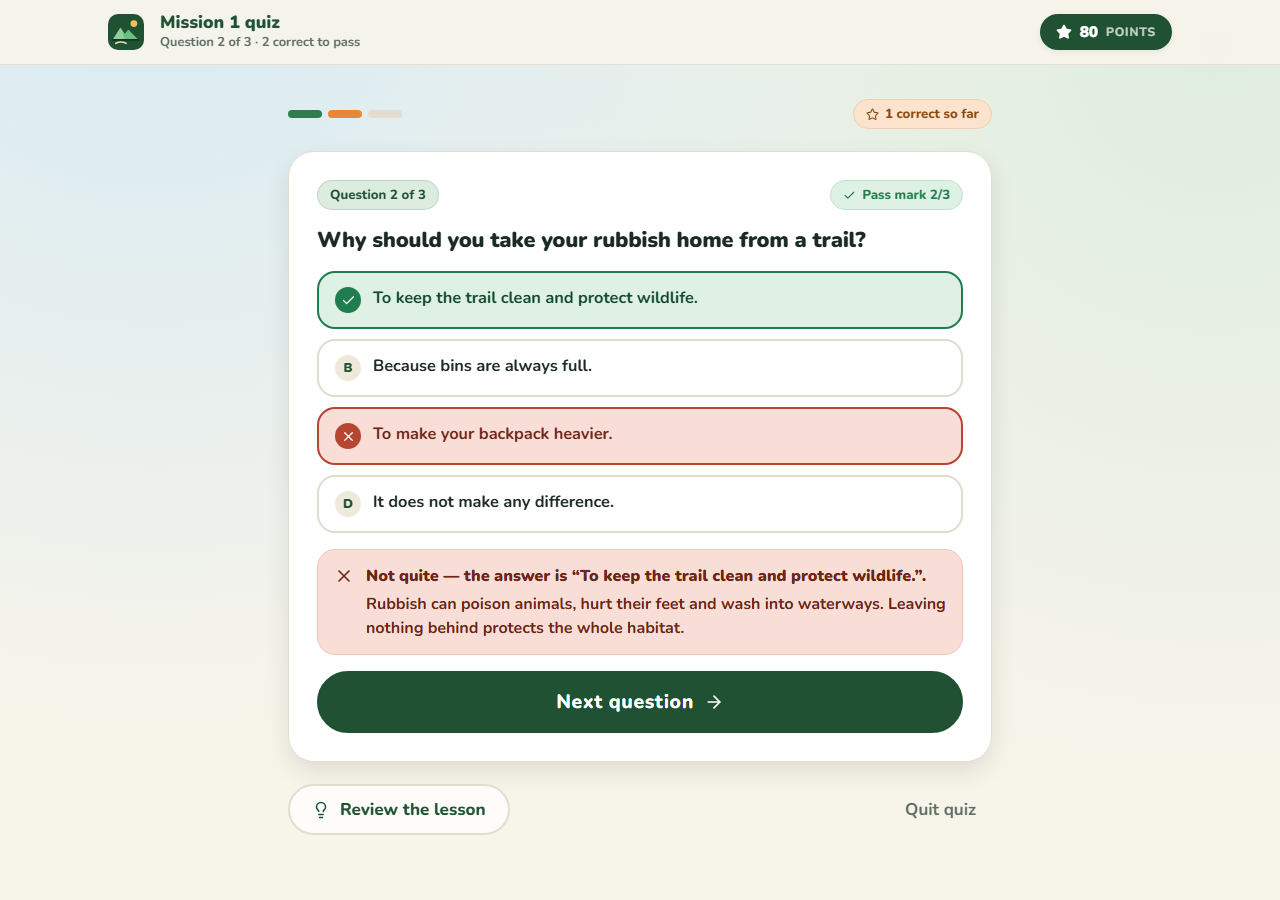 Mission 1 quiz
Question 2 of 3 · 2 correct to pass
80 POINTS
1 correct so far
Question 2 of 3
Pass mark 2/3
Why should you take your rubbish home from a trail?
To keep the trail clean and protect wildlife.
B Because bins are always full.
To make your backpack heavier.
D It does not make any difference.
Not quite — the answer is “To keep the trail clean and protect wildlife.”.
Rubbish can poison animals, hurt their feet and wash into waterways. Leaving
nothing behind protects the whole habitat.
Next question
Review the lesson
Quit quiz